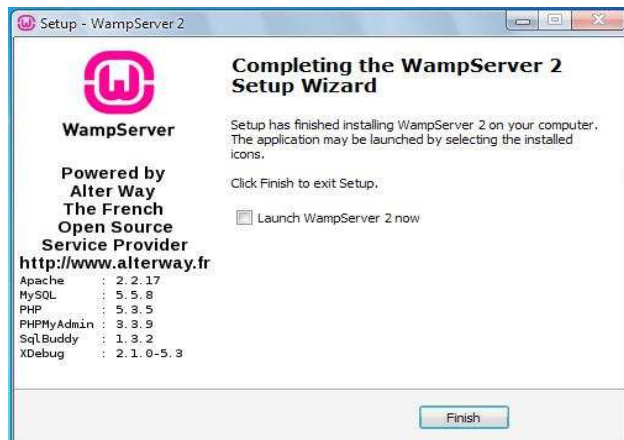 Setup - WampServer 2
WampServer
Powered by
Alter Way
The French
Open Source
Service Provider
http://www.alterway.fr
Apache : 2.2.17
MySQL : 5.5.8
PHP : 5.3.5
PHPMyAdmin : 3.3.9
SqlBuddy : 1.3.2
XDebug : 2.1.0-5.3
Completing the WampServer 2
Setup Wizard
Setup has finished installing WampServer 2 on your computer.
The application may be launched by selecting the installed
icons.
Click Finish to exit Setup.
Launch WampServer 2 now
Finish